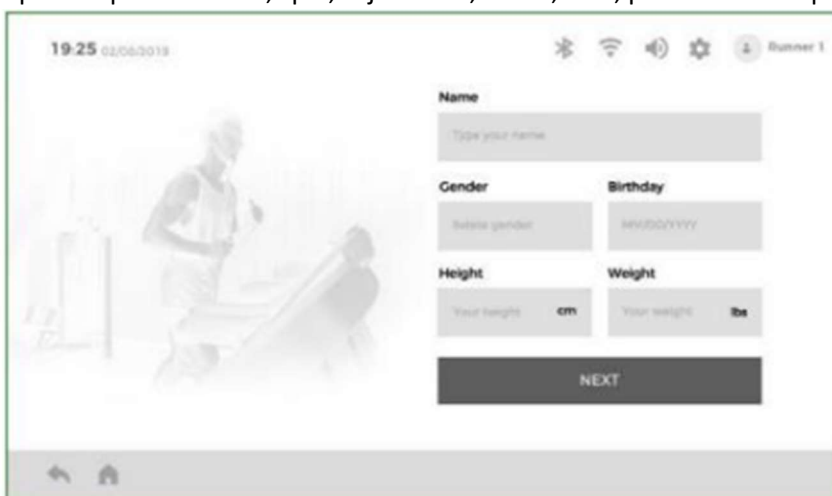 19:25 02/06/2019
Runner 1
Name
Type your name
Gender
Birthday
gender
MM/DD/YYYY
Height
Weight
Your height cm
Your weight lbs
NEXT